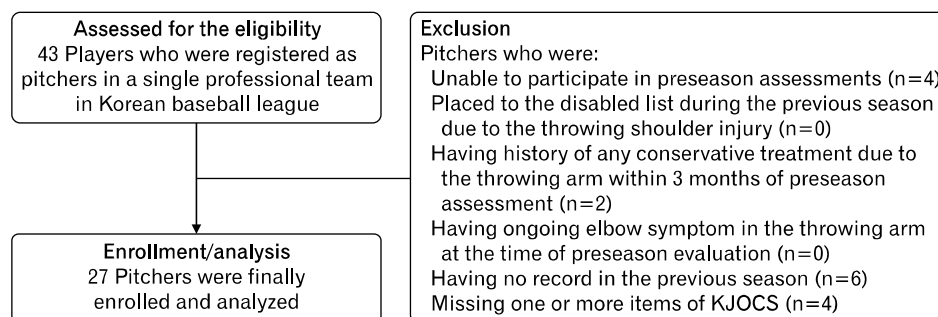 Assessed for the eligibility
43 Players who were registered as
pitchers in a single professional team
in Korean baseball league
Exclusion
Pitchers who were:
Unable to participate in preseason assessments (n=4)
Placed to the disabled list during the previous season
due to the throwing shoulder injury (n=0)
Having history of any conservative treatment due to
the throwing arm within 3 months of preseason
assessment (n=2)
Having ongoing elbow symptom in the throwing arm
at the time of preseason evaluation (n=0)
Having no record in the previous season (n=6)
Missing one or more items of KJOCS (n=4)
Enrollment/analysis
27 Pitchers were finally
enrolled and analyzed